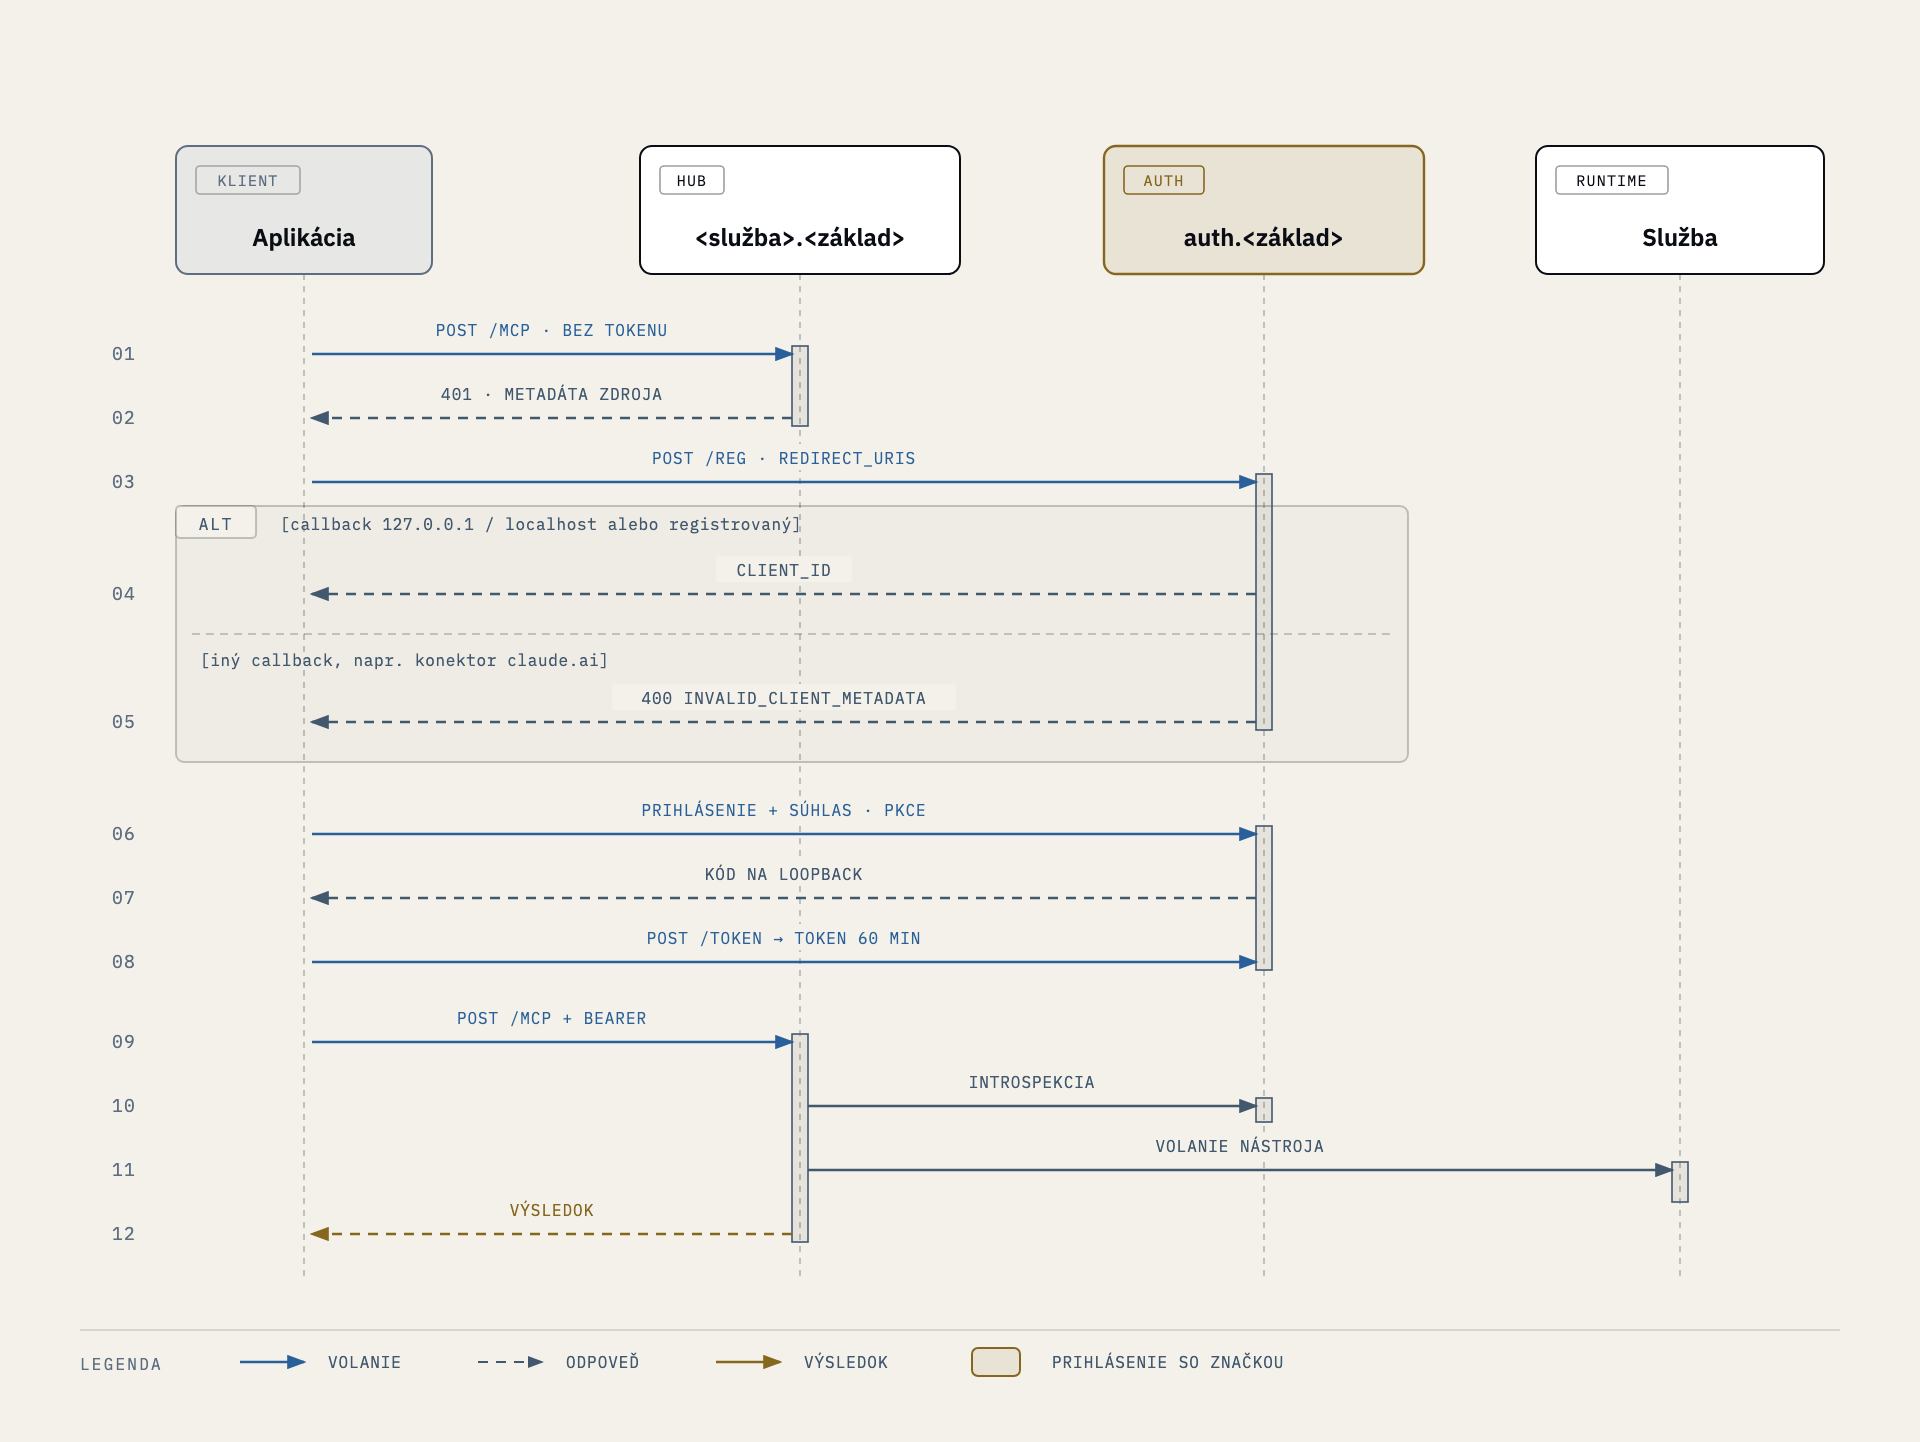 KLIENT
Aplikácia
HUB
<služba>.<základ>
AUTH
auth.<základ>
RUNTIME
Služba
01
POST /MCP · BEZ TOKENU
02
401 · METADÁTA ZDROJA
03
POST /REG · REDIRECT_URIS
ALT
[callback 127.0.0.1 / localhost alebo registrovaný]
04
CLIENT_ID
[iný callback, napr. konektor claude.ai]
05
400 INVALID_CLIENT_METADATA
06
PRIHLÁSENIE + SÚHLAS · PKCE
07
KÓD NA LOOPBACK
08
POST /TOKEN → TOKEN 60 MIN
09
POST /MCP + BEARER
10
INTROSPEKCIA
11
VOLANIE NÁSTROJA
12
VÝSLEDOK
LEGENDA
VOLANIE
ODPOVEĎ
VÝSLEDOK
PRIHLÁSENIE SO ZNAČKOU